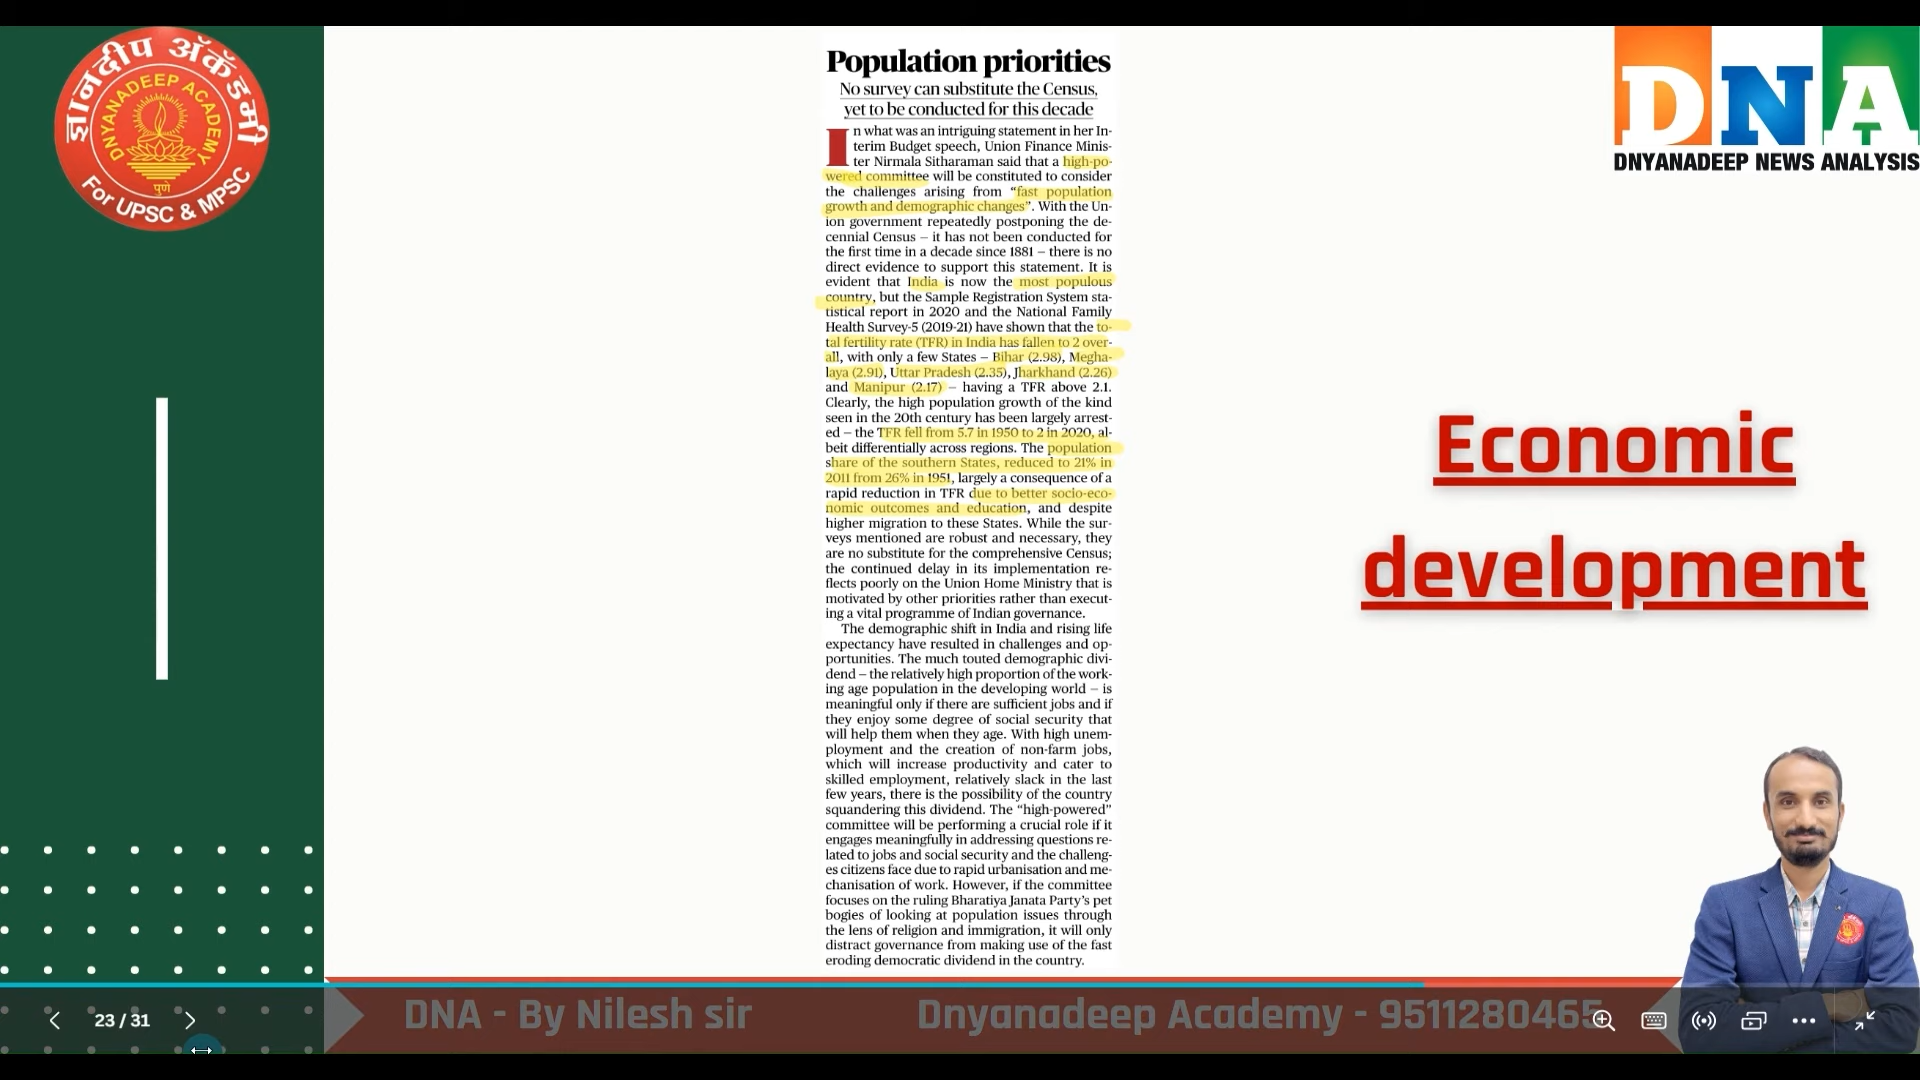 ज्ञानदीप ॲकॅडमी
DNYANADEEP ACADEMY
पुणे
For UPSC & MPSC
DNA
DNYANADEEP NEWS ANALYSIS
Population priorities
No survey can substitute the Census,
yet to be conducted for this decade
In what was an intriguing statement in her In-
terim Budget speech, Union Finance Minis-
ter Nirmala Sitharaman said that a high-po-
wered committee will be constituted to consider
the challenges arising from “fast population
growth and demographic changes”. With the Un-
ion government repeatedly postponing the de-
cennial Census – it has not been conducted for
the first time in a decade since 1881 – there is no
direct evidence to support this statement. It is
evident that India is now the most populous
country, but the Sample Registration System sta-
tistical report in 2020 and the National Family
Health Survey-5 (2019-21) have shown that the to-
tal fertility rate (TFR) in India has fallen to 2 over-
all, with only a few States – Bihar (2.98), Megha-
laya (2.91), Uttar Pradesh (2.35), Jharkhand (2.26)
and Manipur (2.17) – having a TFR above 2.1.
Clearly, the high population growth of the kind
seen in the 20th century has been largely arrest-
ed – the TFR fell from 5.7 in 1950 to 2 in 2020, al-
beit differentially across regions. The population
share of the southern States, reduced to 21% in
2011 from 26% in 1951, largely a consequence of a
rapid reduction in TFR due to better socio-eco-
nomic outcomes and education, and despite
higher migration to these States. While the sur-
veys mentioned are robust and necessary, they
are no substitute for the comprehensive Census;
the continued delay in its implementation re-
flects poorly on the Union Home Ministry that is
motivated by other priorities rather than execut-
ing a vital programme of Indian governance.
The demographic shift in India and rising life
expectancy have resulted in challenges and op-
portunities. The much touted demographic divi-
dend – the relatively high proportion of the work-
ing age population in the developing world – is
meaningful only if there are sufficient jobs and if
they enjoy some degree of social security that
will help them when they age. With high unem-
ployment and the creation of non-farm jobs,
which will increase productivity and cater to
skilled employment, relatively slack in the last
few years, there is the possibility of the country
squandering this dividend. The “high-powered”
committee will be performing a crucial role if it
engages meaningfully in addressing questions re-
lated to jobs and social security and the challeng-
es citizens face due to rapid urbanisation and me-
chanisation of work. However, if the committee
focuses on the ruling Bharatiya Janata Party’s pet
bogies of looking at population issues through
the lens of religion and immigration, it will only
distract governance from making use of the fast
eroding democratic dividend in the country.
Economic
development
DNA - By Nilesh sir
Dnyanadeep Academy - 9511280465
23 / 31